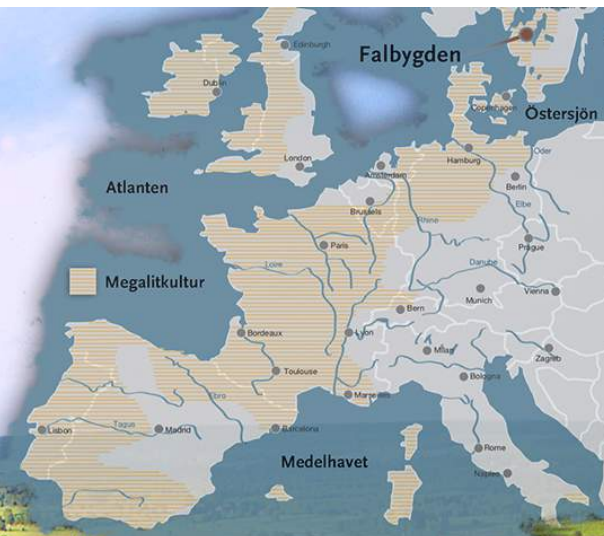 Edinburgh
Falbygden
Dublin
Copenhagen
Östersjön
London
Hamburg
Oder
Amsterdam
Berlin
Atlanten
Elbe
Brussels
Rhine
Paris
Prague
Loire
Danube
Megalitkultur
Munich
Vienna
Bern
Bordeaux
Lyon
Milan
Zagreb
Toulouse
Bologna
Ebro
Marseilles
Tagus
Lisbon
Madrid
Barcelona
Medelhavet
Rome
Naples